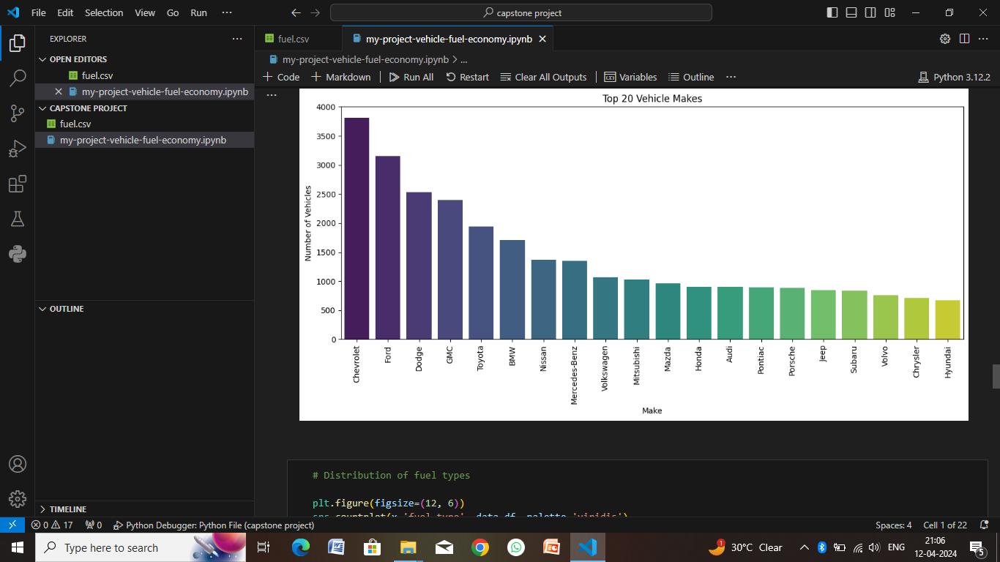 File Edit Selection View Go Run ···
capstone project
EXPLORER
OPEN EDITORS
fuel.csv
my-project-vehicle-fuel-economy.ipynb
CAPSTONE PROJECT
fuel.csv
my-project-vehicle-fuel-economy.ipynb
OUTLINE
TIMELINE
fuel.csv
my-project-vehicle-fuel-economy.ipynb
my-project-vehicle-fuel-economy.ipynb > ...
Code Markdown Run All Restart Clear All Outputs Variables Outline ··· Python 3.12.2
Top 20 Vehicle Makes
Number of Vehicles
4000
3500
3000
2500
2000
1500
1000
500
0
Chevrolet
Ford
Dodge
GMC
Toyota
BMW
Nissan
Mercedes-Benz
Volkswagen
Mitsubishi
Mazda
Honda
Audi
Pontiac
Porsche
Jeep
Subaru
Volvo
Chrysler
Hyundai
Make
# Distribution of fuel types
plt.figure(figsize=(12, 6))
0 17 0 Python Debugger: Python File (capstone project) Spaces: 4 Cell 1 of 22
Type here to search
30°C Clear
ENG
21:06
12-04-2024
5